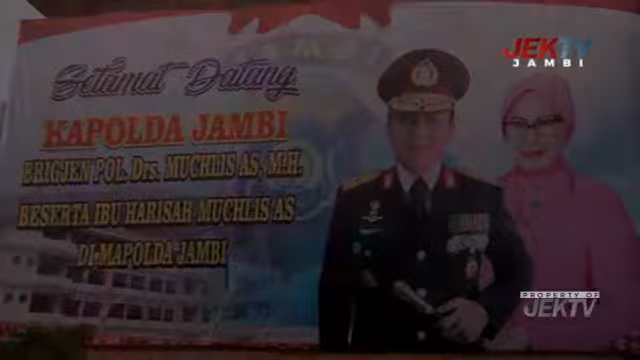 JEKTV
JAMBI
Selamat Datang
KAPOLDA JAMBI
BRIGJEN POL. Drs. MUCHLIS AS, M.H.
BESERTA IBU HARISAH MUCHLIS AS
DI MAPOLDA JAMBI
PROPERTY OF
JEKTV